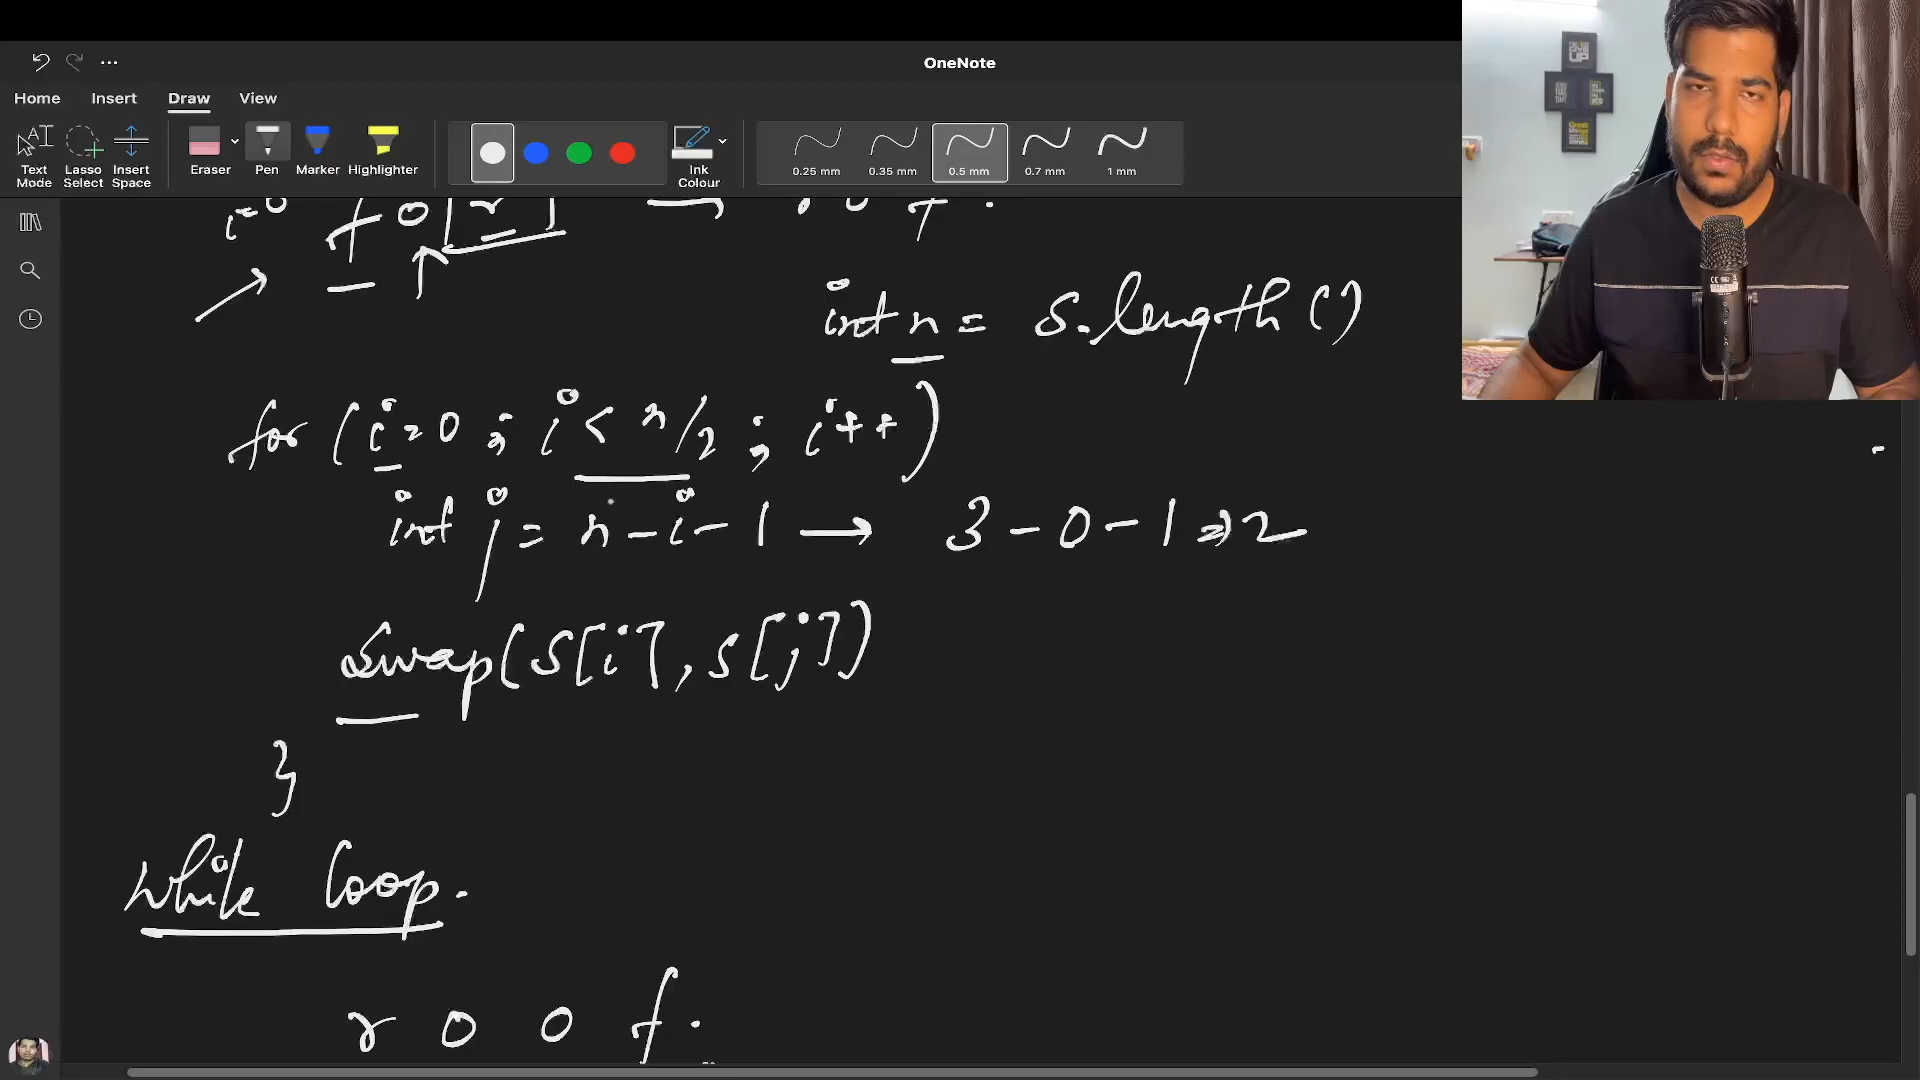 OneNote
Home Insert Draw View
Text Mode
Lasso Select
Insert Space
Eraser
Pen
Marker
Highlighter
Ink Colour
0.25 mm
0.35 mm
0.5 mm
0.7 mm
1 mm
i=0 f o r
int n = s.length()
for (i=0 ; i < n/2 ; i++)
int j = n-i-1 → 3-0-1 => 2
swap(s[i], s[j])
}
While loop.
r o o f.